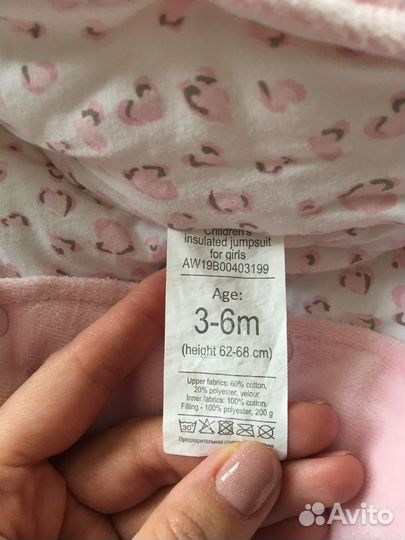 Children's
insulated jumpsuit
for girls
AW19B00403199
Age:
3-6m
(height 62-68 cm)
Upper fabrics: 60% cotton,
20% polyester, velour
Inner fabrics: 100% cotton,
Filling - 100% polyester, 200 g
30°
Предварительная
Avito